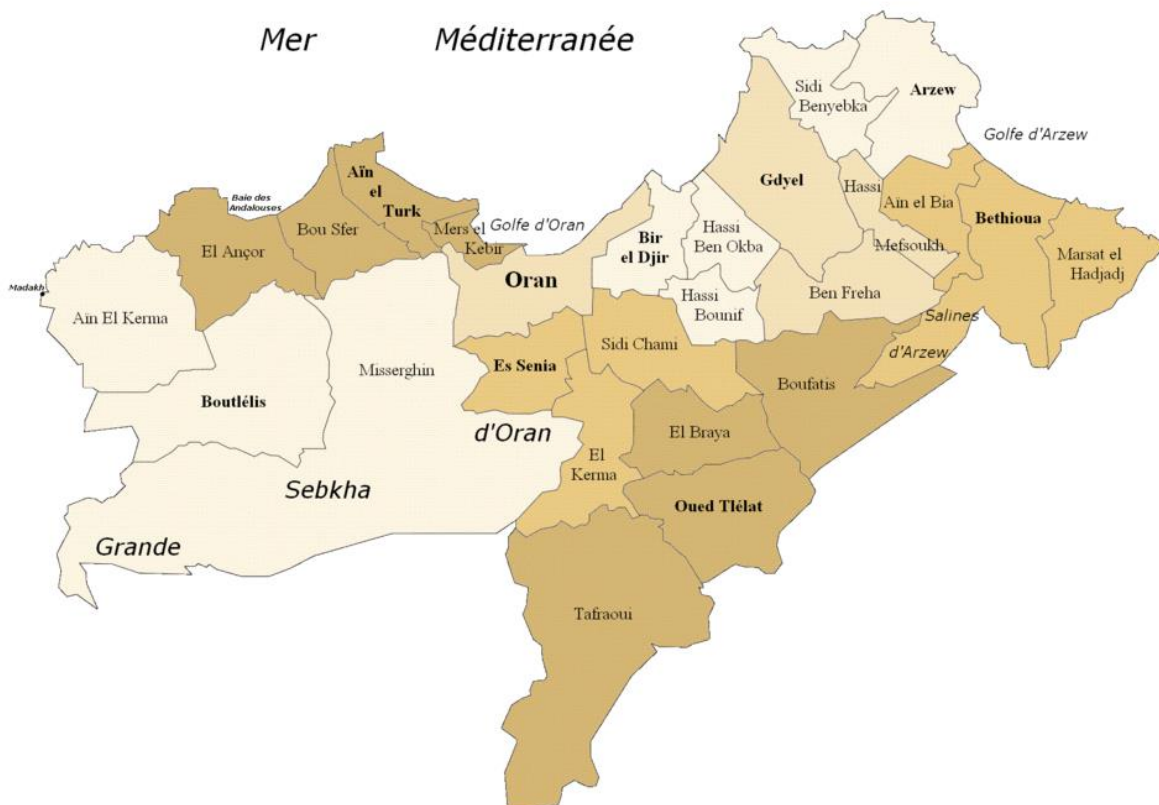 Mer Méditerranée
Sidi
Benyebka
Arzew
Golfe d'Arzew
Aïn
el
Turk
Gdyel
Hassi
Mefsoukh
Ain el Bia
Bethioua
Baie des
Andalouses
Bou Sfer
Mers el
Kebir
Golfe d'Oran
El Ançor
Bir
el Djir
Hassi
Ben Okba
Marsat el
Hadjadj
Madakh
Oran
Ben Freha
Hassi
Bounif
Ain El Kerma
Salines
d'Arzew
Sidi Chami
Es Senia
Misserghin
Boufatis
Boutlélis
d'Oran
El Braya
El
Kerma
Sebkha
Oued Tlélat
Grande
Tafraoui